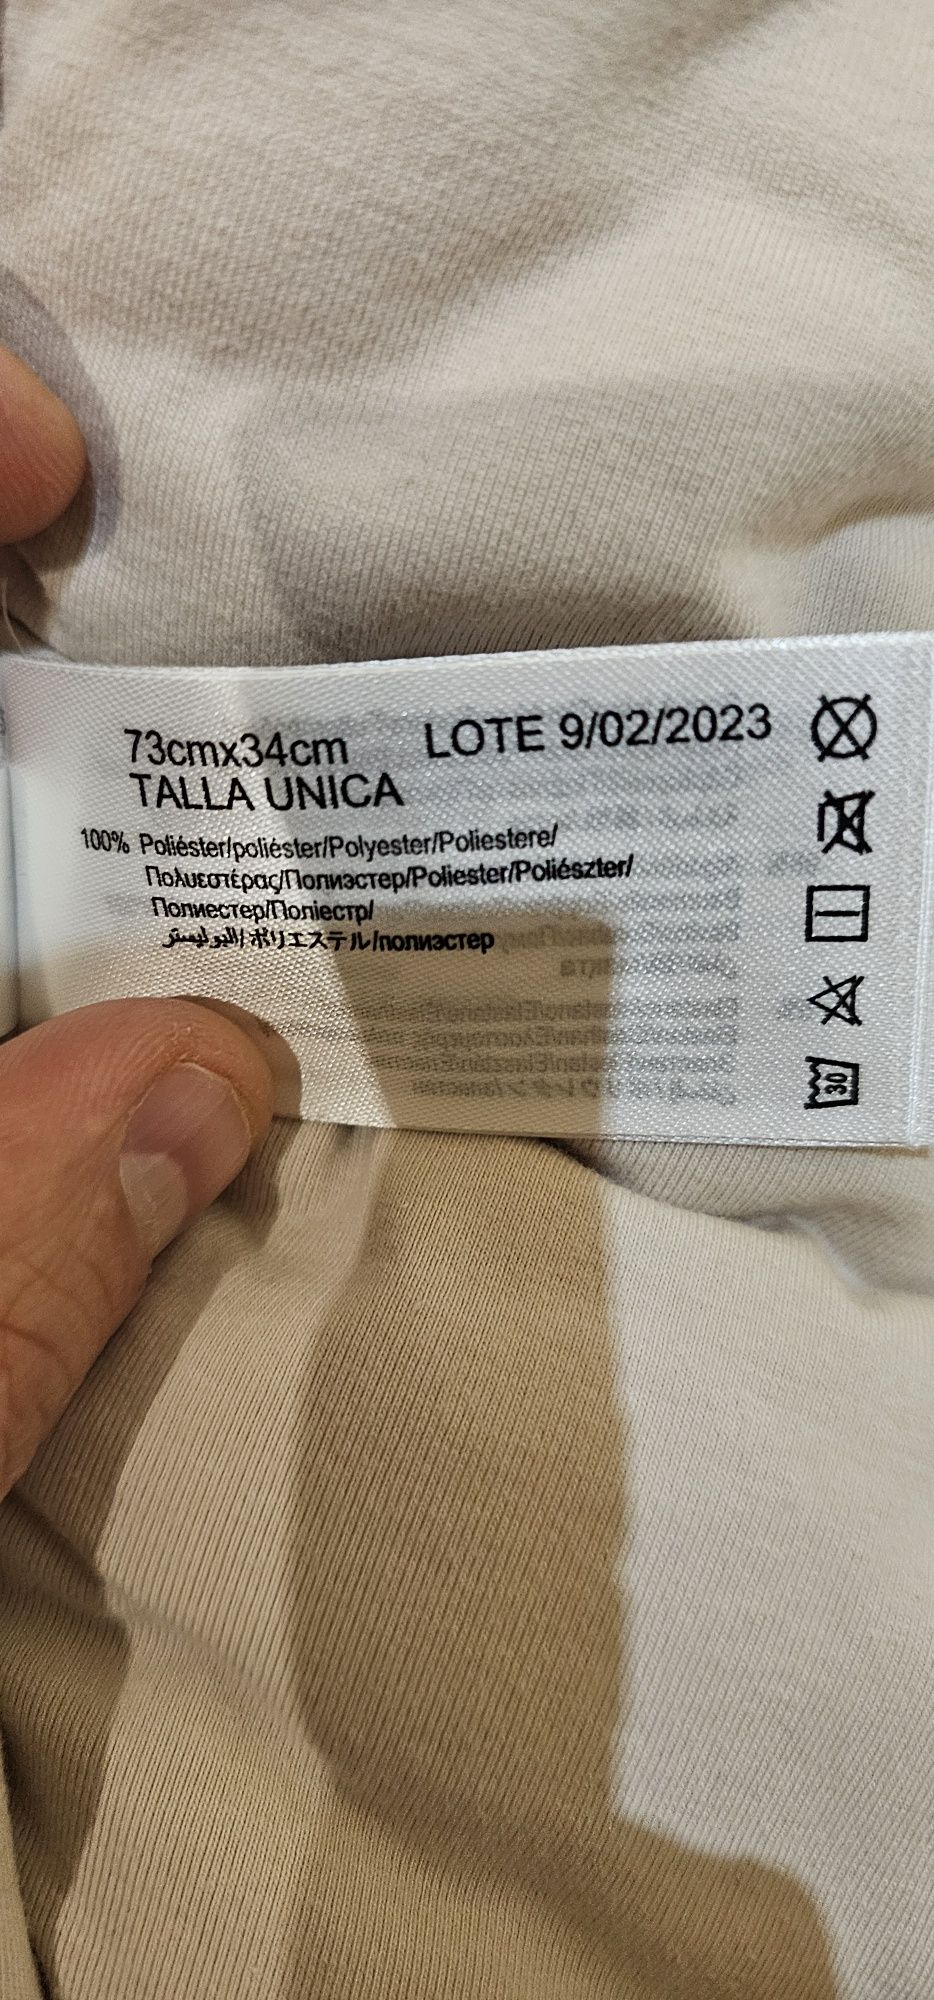 73cmx34cm LOTE 9/02/2023
TALLA UNICA
100% Poliéster/poliéster/Polyester/Poliestere/
Πολυεστέρας/Полиэстер/Poliester/Poliészter/
Полиестер/Поліестр/
البوليستر/ポリエステル/полиэстер
30